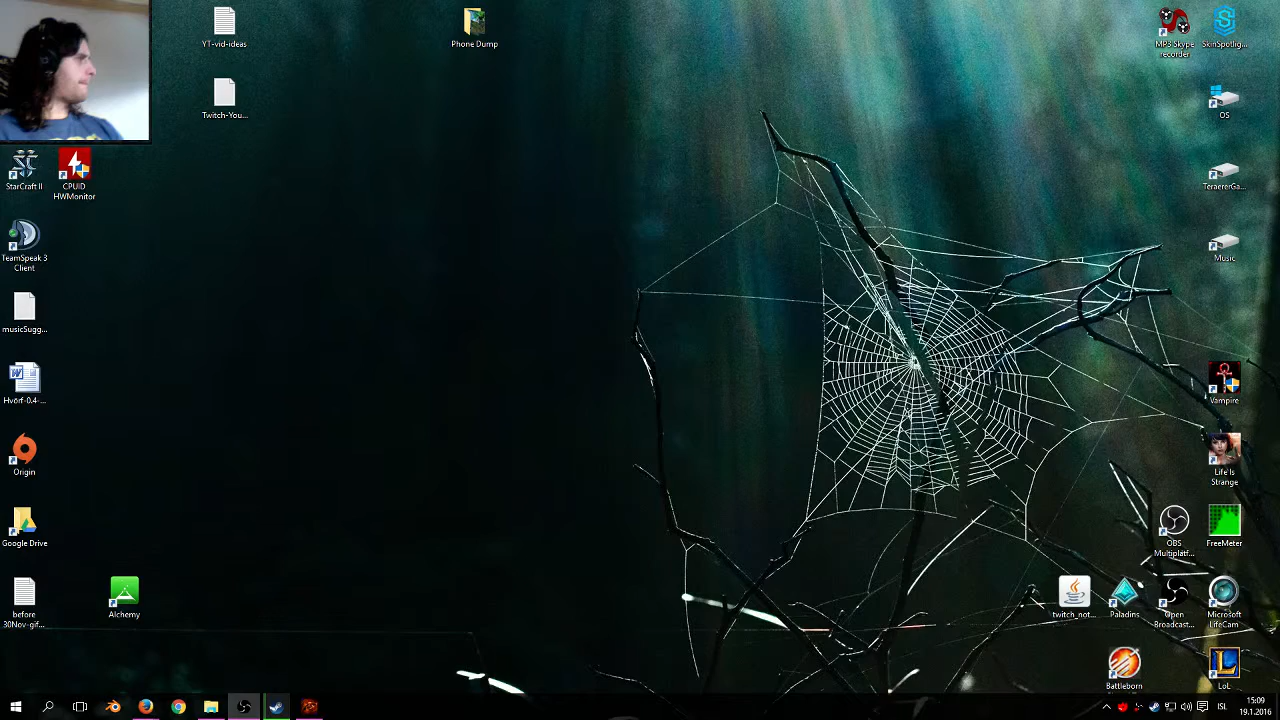 YT-vid-ideas
Phone Dump
MP3 Skype
recorder
SkinSpotlig...
Twitch-You...
OS
StarCraft II
CPUID
HWMonitor
TeraererGa...
TeamSpeak 3
Client
Music
musicSugg...
Hvörf-0.4-...
Vampire
Origin
Life Is
Strange
Google Drive
OBS
Multiplatf...
FreeMeter
before
30Nov-gif...
Alchemy
twitch_not...
Paladins
Open
Broadcast...
Microsoft
LifeCam
Battleborn
LoL
ÍSL
15:09
19.1.2016